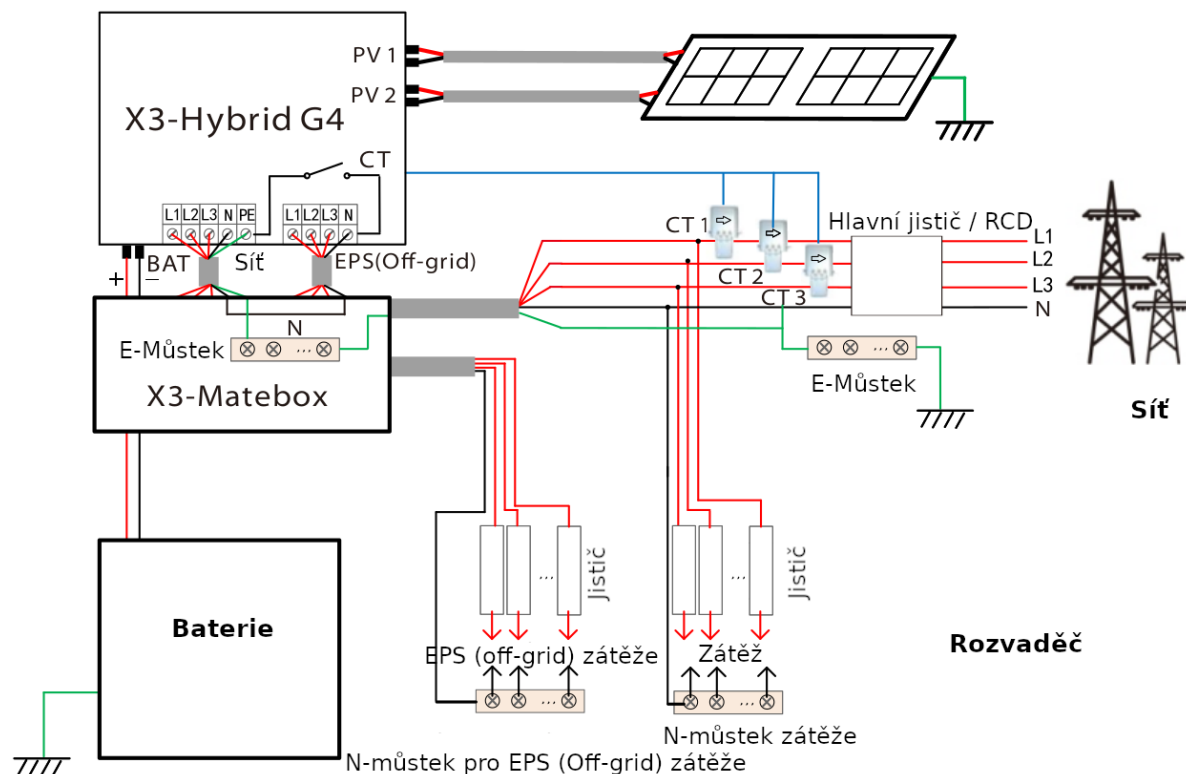 PV 1
PV 2
X3-Hybrid G4
CT
L1 L2 L3 N PE
L1 L2 L3 N
CT 1
CT 2
CT 3
Hlavní jistič / RCD
L1
L2
L3
N
+
BAT
−
Síť
EPS(Off-grid)
N
E-Můstek
...
X3-Matebox
...
E-Můstek
Síť
...
Jistič
...
Jistič
Baterie
EPS (off-grid) zátěže
Zátěž
Rozvaděč
...
...
N-můstek zátěže
N-můstek pro EPS (Off-grid) zátěže